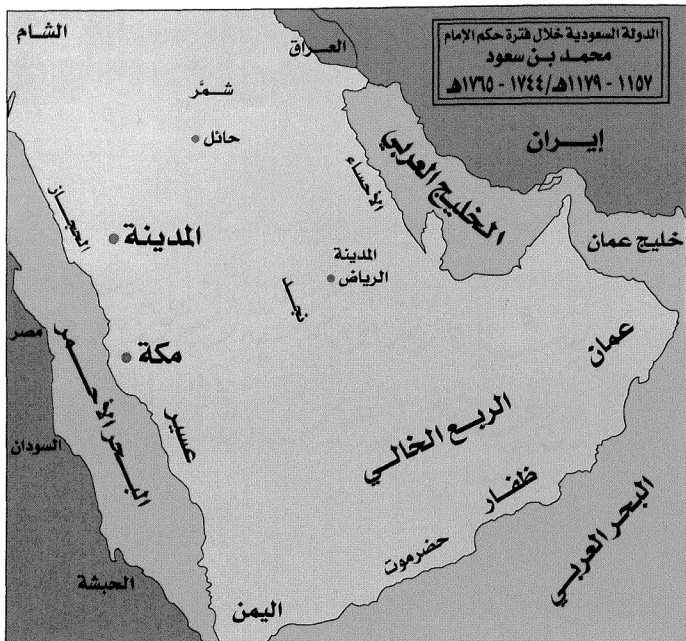 الدولة السعودية خلال فترة حكم الإمام
محمد بن سعود
١١٥٧ - ١١٧٩هـ/١٧٤٤ - ١٧٦٥هـ
الشام
العراق
شمَّر
حائل
إيران
الخليج العربي
الأحساء
الحجاز
المدينة
المدينة
الرياض
نجد
خليج عمان
عمان
مصر
مكة
البحر الأحمر
عسير
الربع الخالي
السودان
ظفار
البحر العربي
حضرموت
الحبشة
اليمن